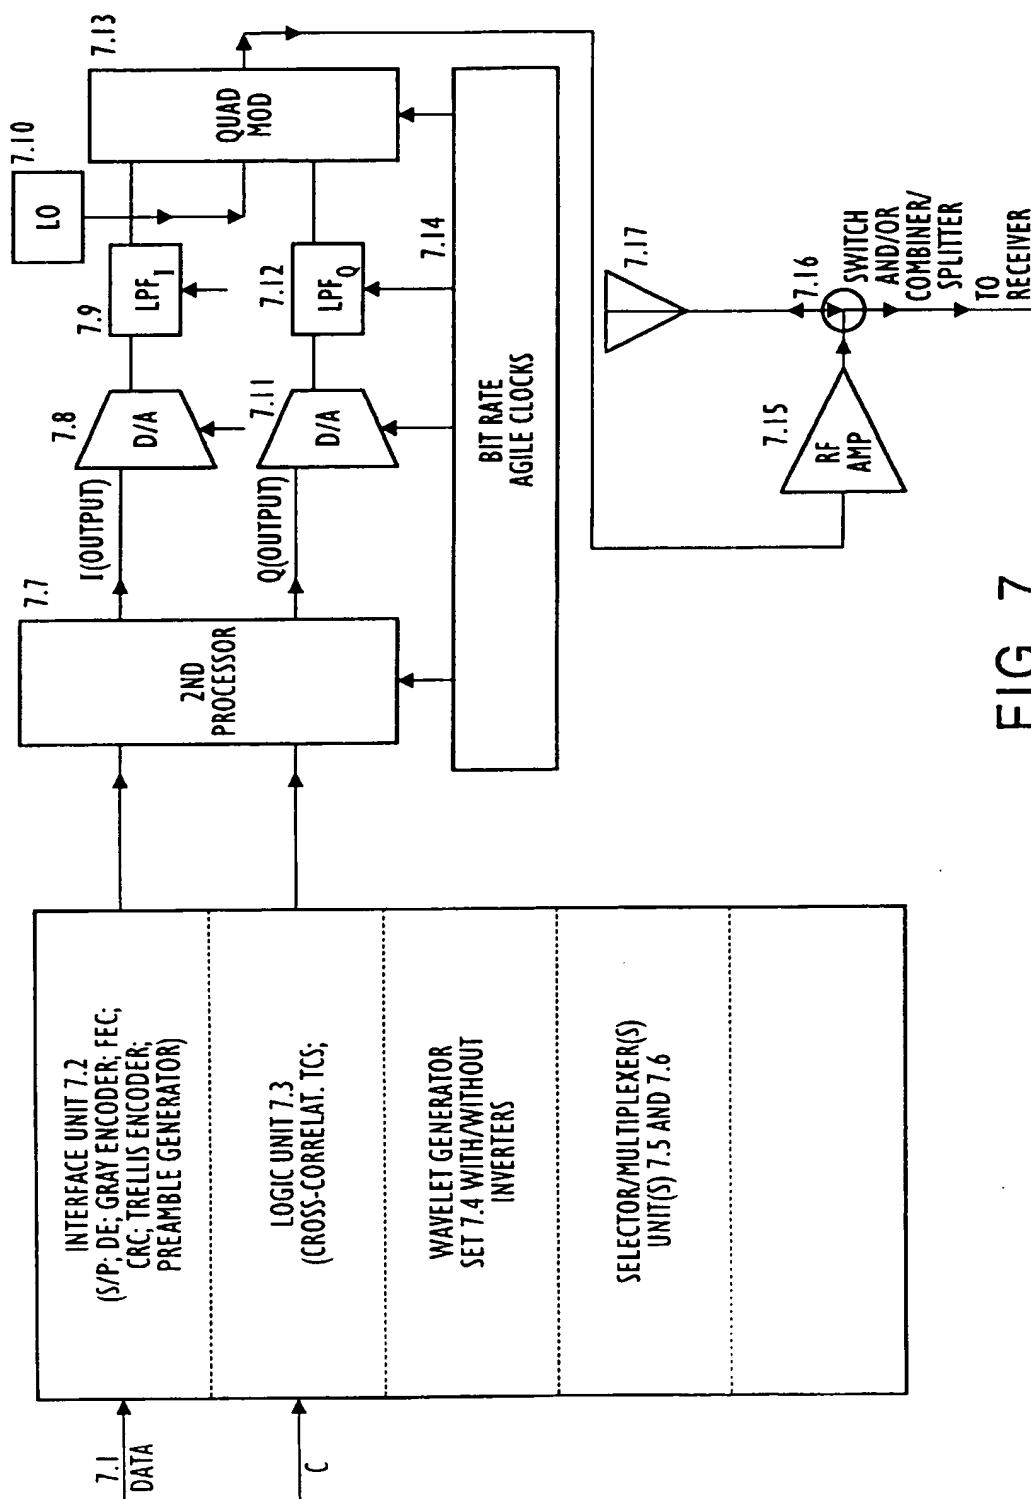 7.1
DATA
C
INTERFACE UNIT 7.2
(S/P; DE; GRAY ENCODER; FEC;
CRC; TRELLIS ENCODER;
PREAMBLE GENERATOR)
LOGIC UNIT 7.3
(CROSS-CORRELAT. TCS;
WAVELET GENERATOR
SET 7.4 WITH/WITHOUT
INVERTERS
SELECTOR/MULTIPLEXER(S)
UNIT(S) 7.5 AND 7.6
7.7
2ND
PROCESSOR
I(OUTPUT)
Q(OUTPUT)
7.8
D/A
7.11
D/A
7.9
LPF I
7.12
LPF Q
7.10
LO
7.13
QUAD
MOD
7.14
BIT RATE
AGILE CLOCKS
7.15
RF
AMP
7.16
7.17
SWITCH
AND/OR
COMBINER/
SPLITTER
TO
RECEIVER
FIG 7